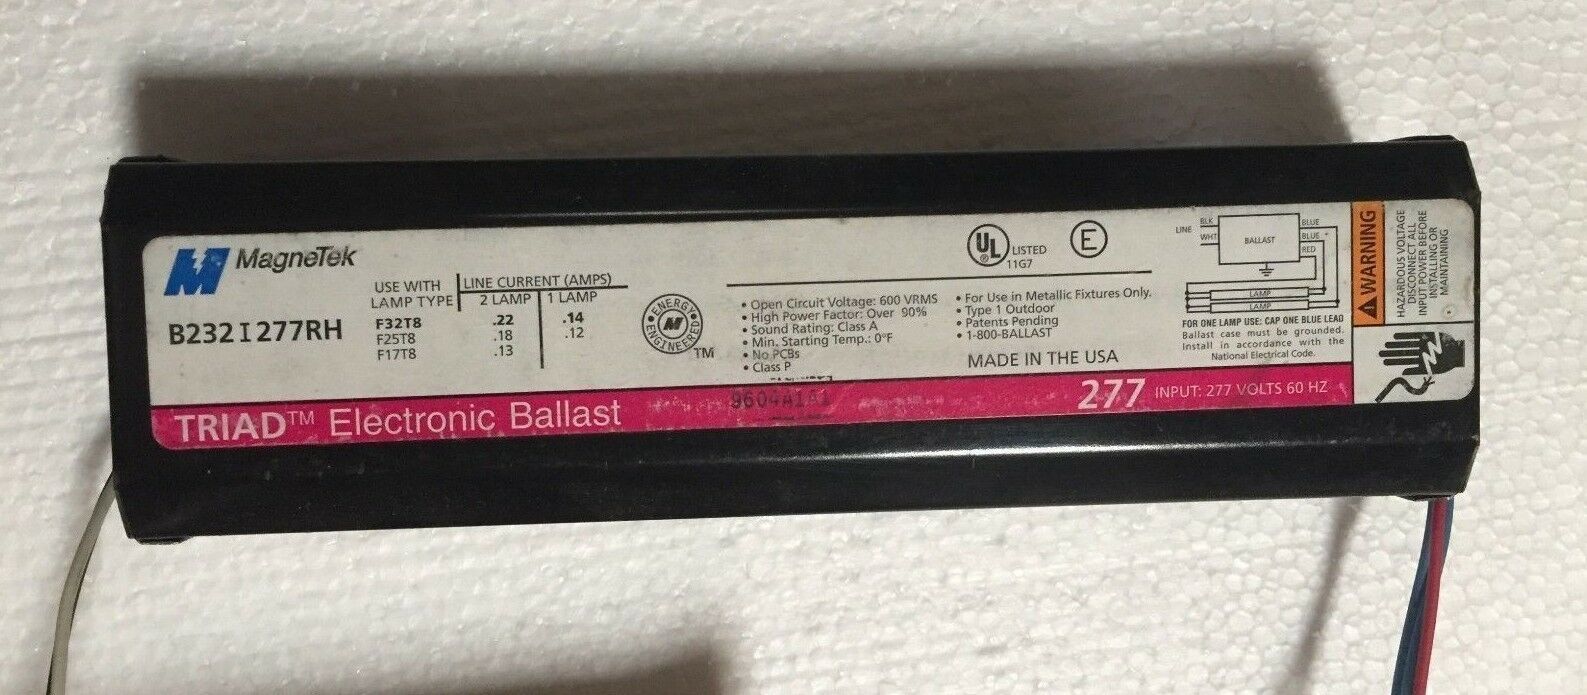 MagneTek
B232I277RH
USE WITH LAMP TYPE
LINE CURRENT (AMPS)
2 LAMP 1 LAMP
F32T8 .22 .14
F25T8 .18 .12
F17T8 .13
ENERGY ENGINEERED
TM
• Open Circuit Voltage: 600 VRMS
• High Power Factor: Over 90%
• Sound Rating: Class A
• Min. Starting Temp.: 0°F
• No PCBs
• Class P
UL ® LISTED
11G7
E
• For Use in Metallic Fixtures Only.
• Type 1 Outdoor
• Patents Pending
• 1-800-BALLAST
MADE IN THE USA
LINE
BLK
WHT
BALLAST
BLUE
BLUE *
RED
LAMP
LAMP
FOR ONE LAMP USE: CAP ONE BLUE LEAD
Ballast case must be grounded.
Install in accordance with the
National Electrical Code.
WARNING
HAZARDOUS VOLTAGE
DISCONNECT ALL
INPUT POWER BEFORE
INSTALLING OR
MAINTAINING
TRIAD™ Electronic Ballast
9604A1A1
277 INPUT: 277 VOLTS 60 HZ